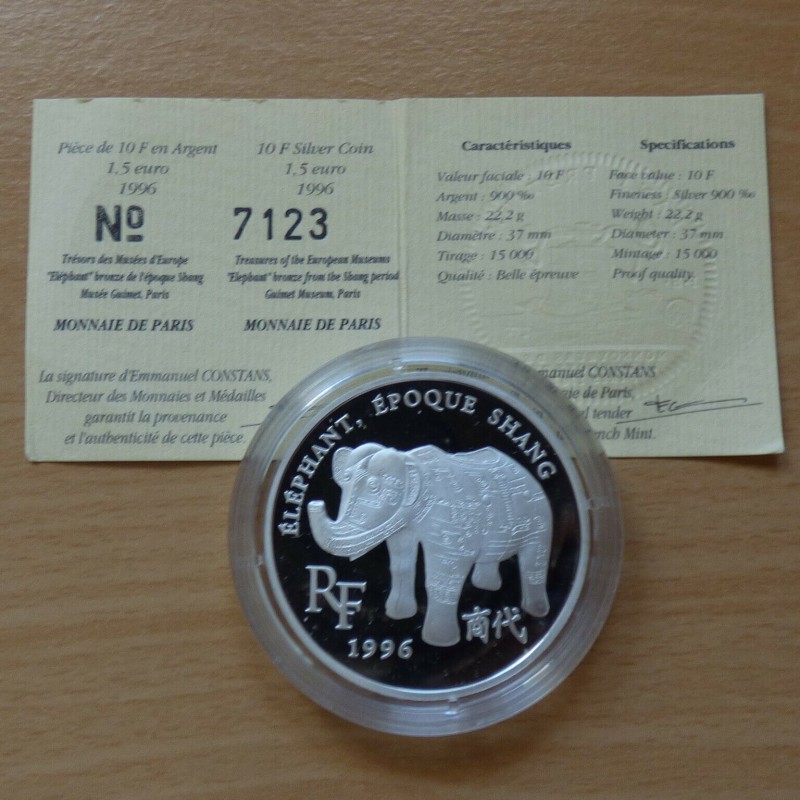 Pièce de 10 F en Argent
1,5 euro
1996
10 F Silver Coin
1,5 euro
1996
Nº 7123
Trésors des Musées d'Europe
"Eléphant" bronze de l'époque Shang
Musée Guimet, Paris
MONNAIE DE PARIS
Treasures of the European Museums
"Elephant" bronze from the Shang period
Guimet Museum, Paris
MONNAIE DE PARIS
La signature d'Emmanuel CONSTANS,
Directeur des Monnaies et Médailles
garantit la provenance
et l'authenticité de cette pièce.
Caractéristiques
Valeur faciale : 10 F
Argent : 900 ‰
Masse : 22,2 g
Diamètre : 37 mm
Tirage : 15 000
Qualité : Belle épreuve
Specifications
Face value : 10 F
Fineness : Silver 900 ‰
Weight : 22,2 g
Diameter : 37 mm
Mintage : 15 000
Proof quality.
CONSTANS,
de Paris,
tender
Mint.
ÉLÉPHANT, ÉPOQUE SHANG
RF
1996
商代